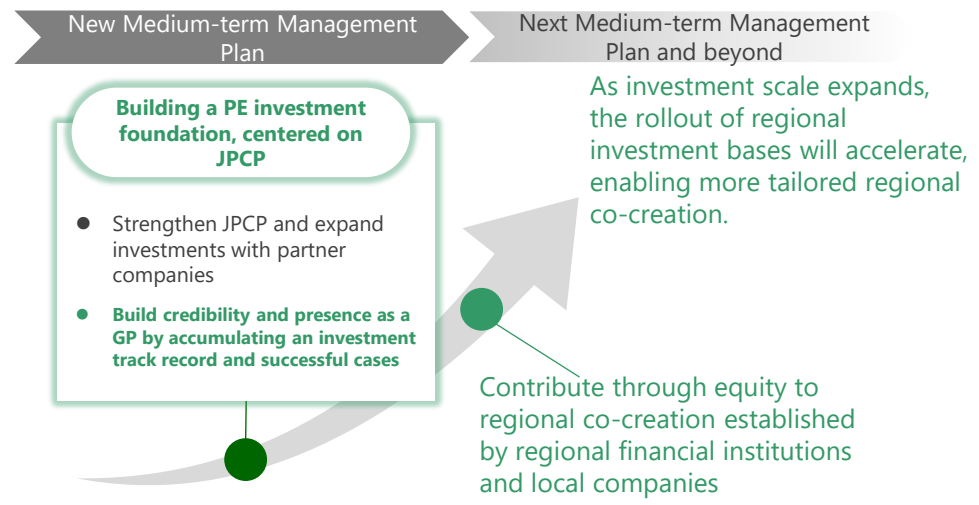 New Medium-term Management
Plan
Next Medium-term Management
Plan and beyond
Building a PE investment
foundation, centered on
JPCP
● Strengthen JPCP and expand
investments with partner
companies
● Build credibility and presence as a
GP by accumulating an investment
track record and successful cases
As investment scale expands,
the rollout of regional
investment bases will accelerate,
enabling more tailored regional
co-creation.
Contribute through equity to
regional co-creation established
by regional financial institutions
and local companies